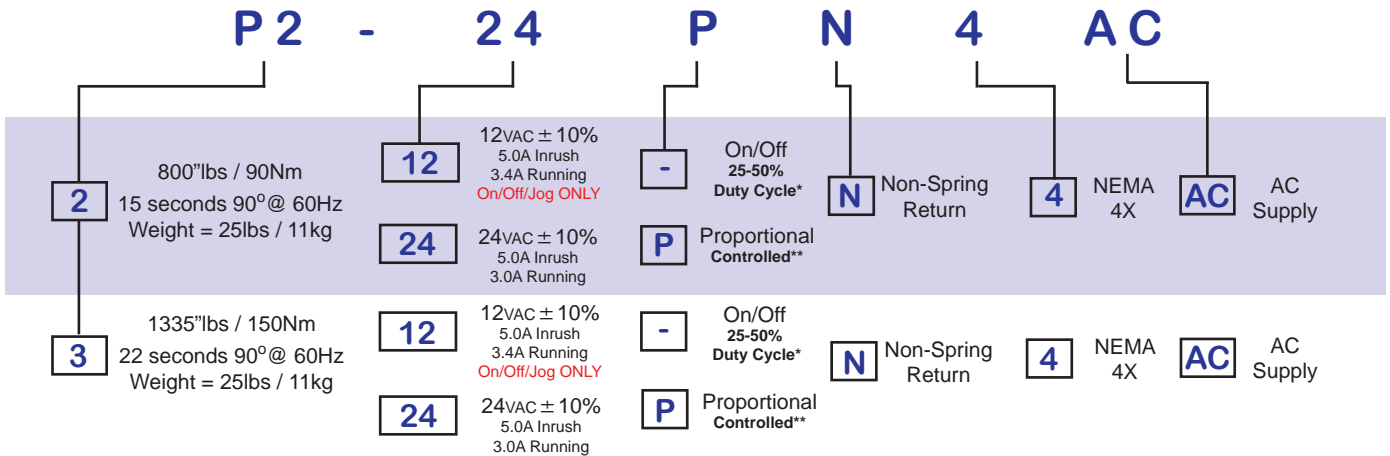 P2 - 24 P N 4 AC
2
800"lbs / 90Nm
15 seconds 90°@ 60Hz
Weight = 25lbs / 11kg
12
12VAC ± 10%
5.0A Inrush
3.4A Running
On/Off/Jog ONLY
24
24VAC ± 10%
5.0A Inrush
3.0A Running
-
On/Off
25-50%
Duty Cycle*
P
Proportional
Controlled**
N
Non-Spring
Return
4
NEMA
4X
AC
AC
Supply
3
1335"lbs / 150Nm
22 seconds 90°@ 60Hz
Weight = 25lbs / 11kg
12
12VAC ± 10%
5.0A Inrush
3.4A Running
On/Off/Jog ONLY
24
24VAC ± 10%
5.0A Inrush
3.0A Running
-
On/Off
25-50%
Duty Cycle*
P
Proportional
Controlled**
N
Non-Spring
Return
4
NEMA
4X
AC
AC
Supply